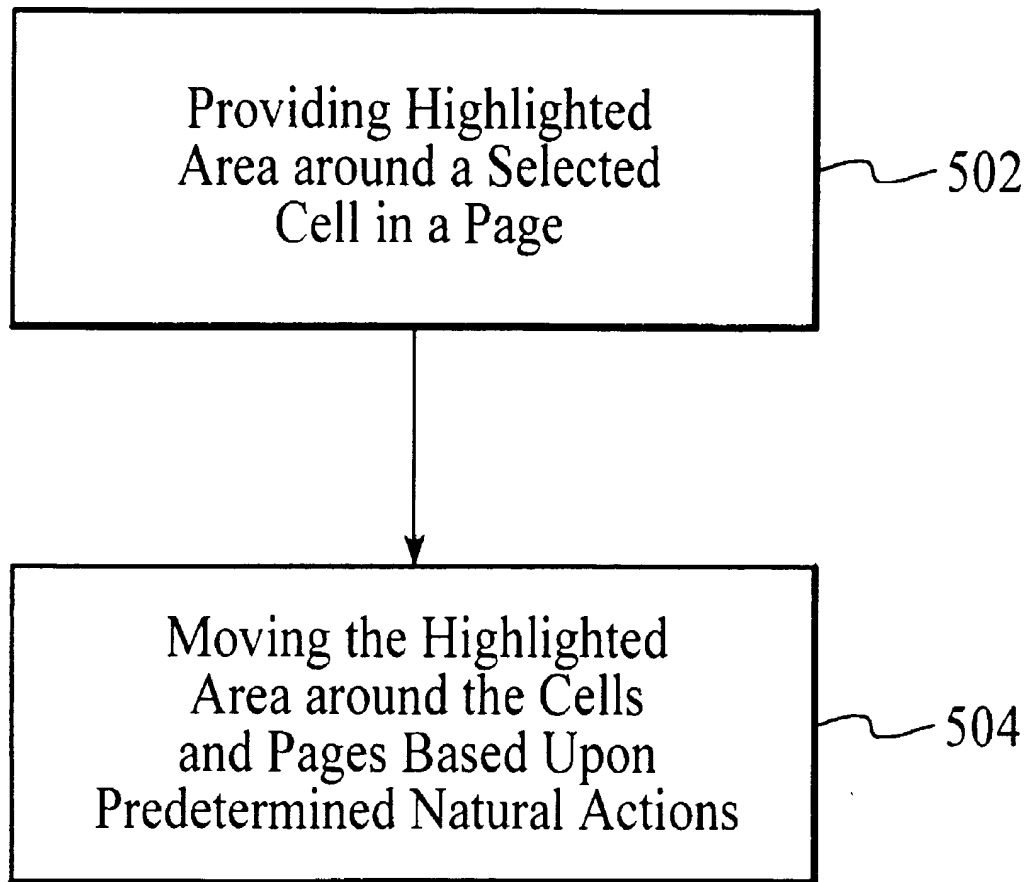 Providing Highlighted
Area around a Selected
Cell in a Page
502
Moving the Highlighted
Area around the Cells
and Pages Based Upon
Predetermined Natural Actions
504